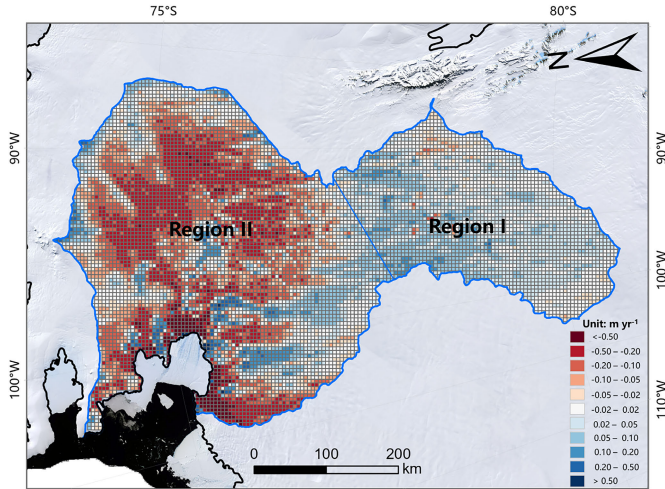 75°S 80°S
N
90°W 90°W
Region II Region I
100°W
Unit: m yr⁻¹
<-0.50
-0.50 – -0.20
-0.20 – -0.10
-0.10 – -0.05
-0.05 – -0.02
-0.02 – 0.02
0.02 – 0.05
0.05 – 0.10
0.10 – 0.20
0.20 – 0.50
> 0.50
100°W 110°W
0 100 200
km